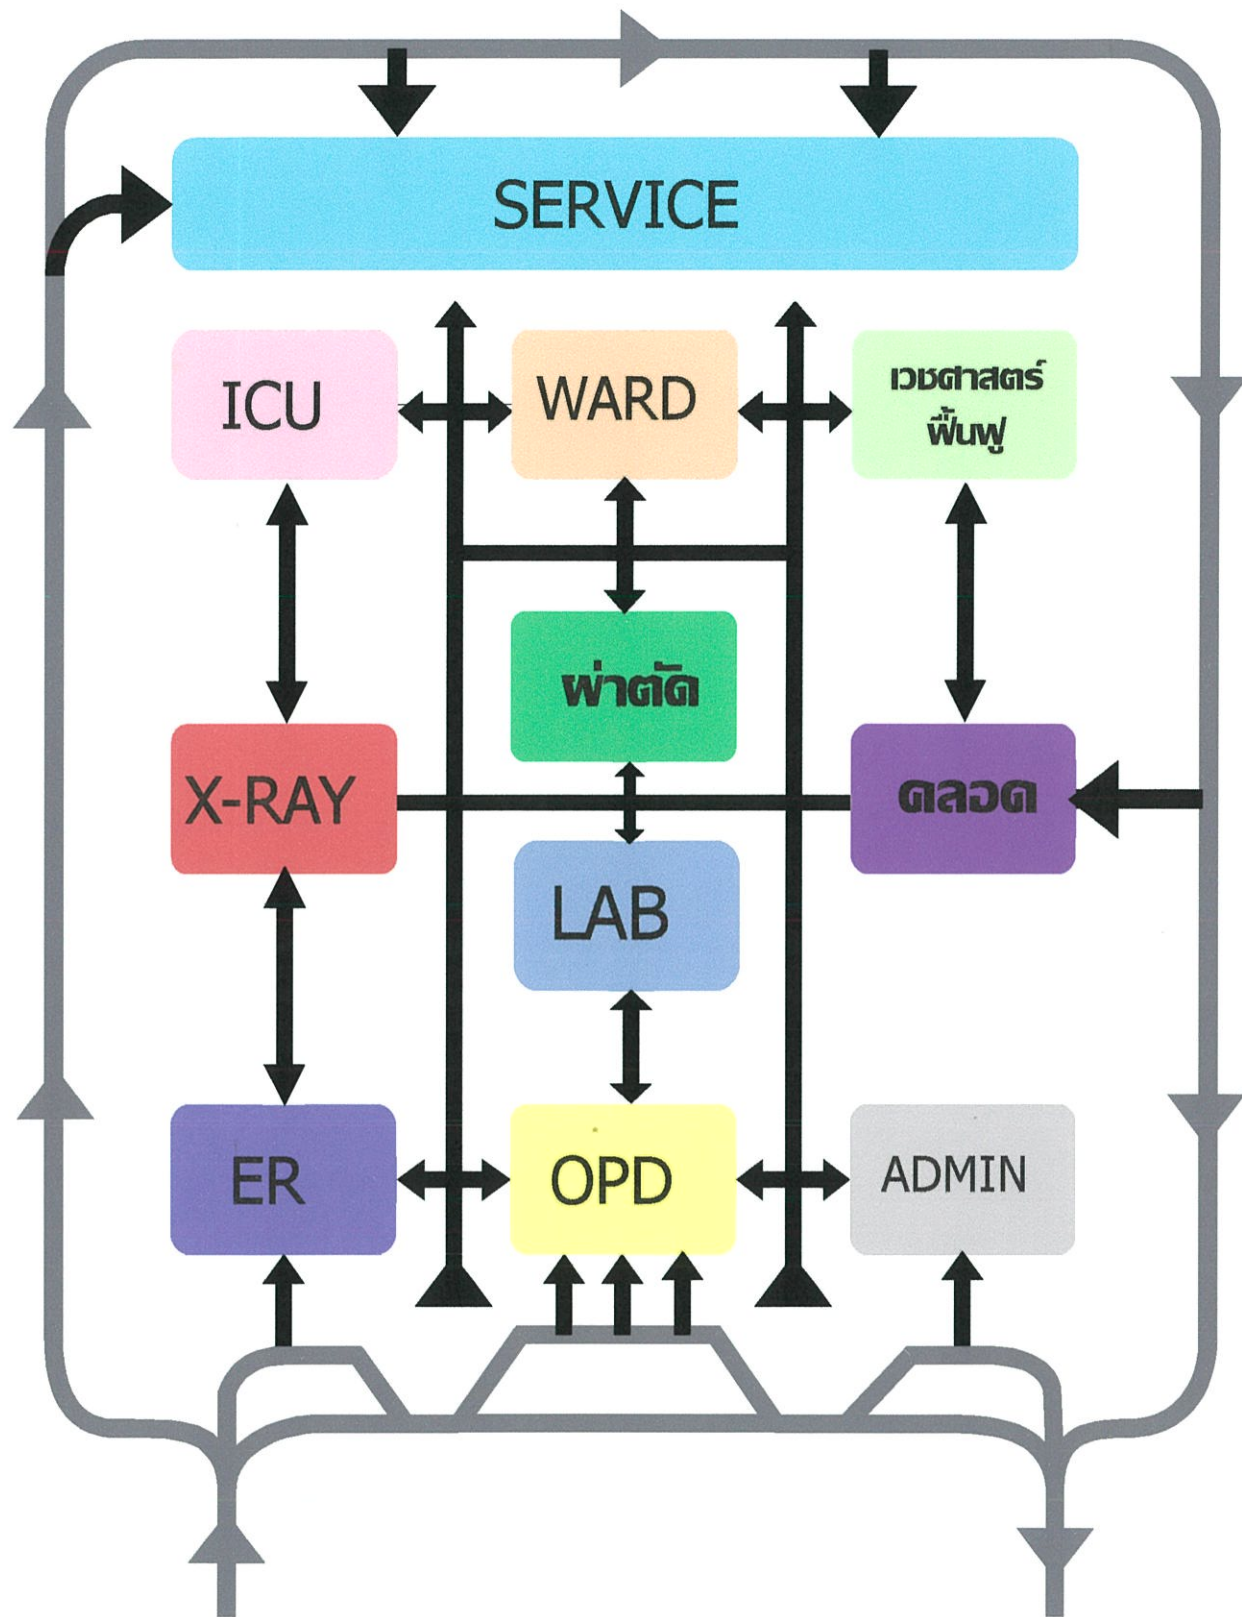 SERVICE
ICU
WARD
เวชศาสตร์
ฟื้นฟู
ผ่าตัด
X-RAY
คลอด
LAB
ER
OPD
ADMIN